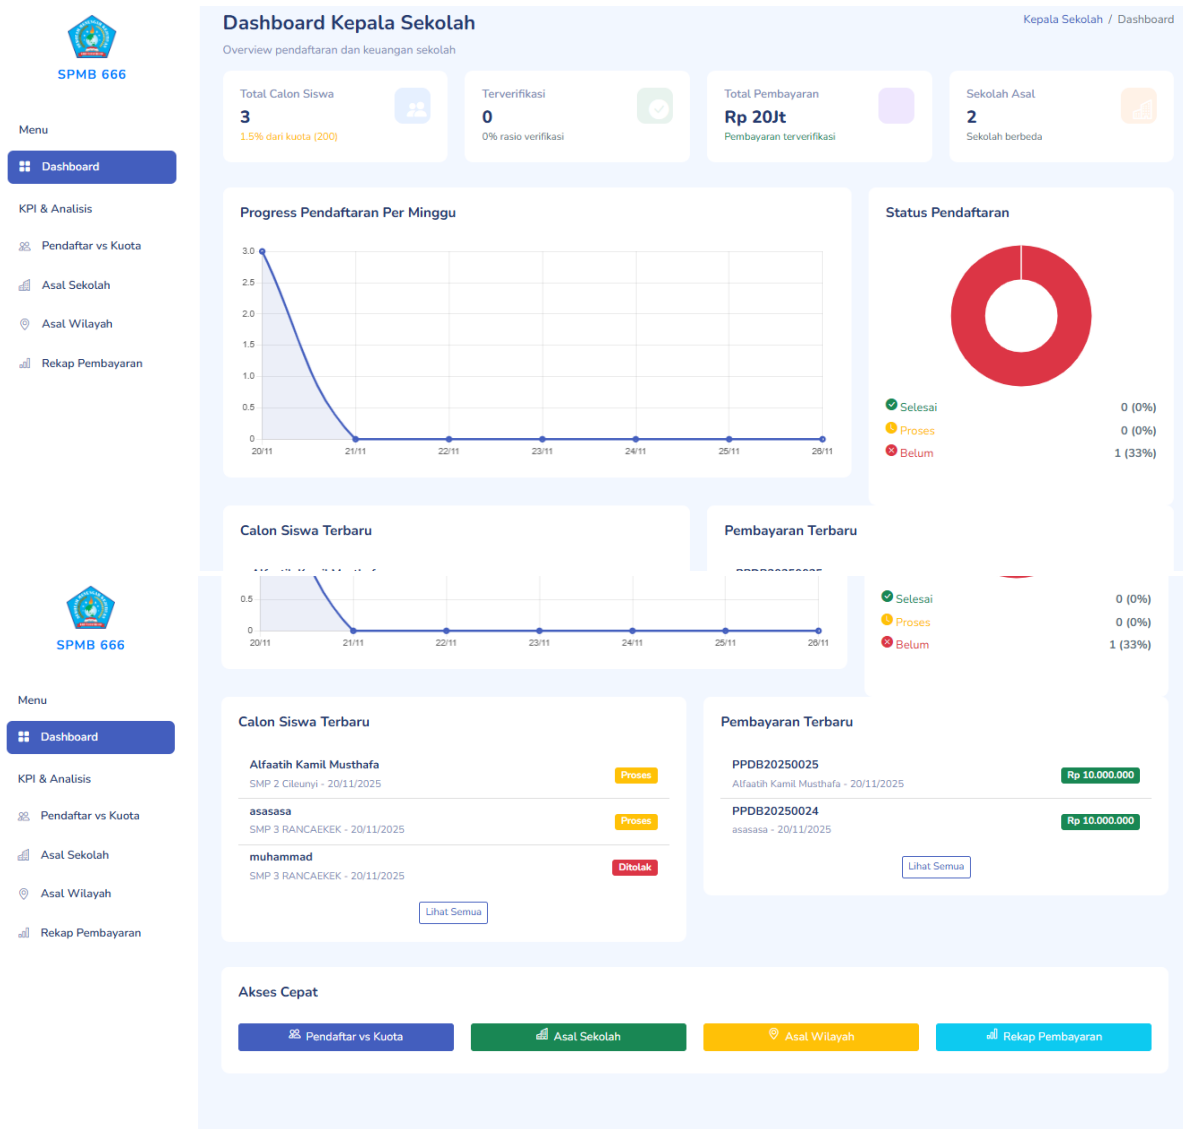 SPMB 666
Menu
Dashboard
KPI & Analisis
Pendaftar vs Kuota
Asal Sekolah
Asal Wilayah
Rekap Pembayaran
Dashboard Kepala Sekolah
Kepala Sekolah / Dashboard
Overview pendaftaran dan keuangan sekolah
Total Calon Siswa
3
1.5% dari kuota (200)
Terverifikasi
0
0% rasio verifikasi
Total Pembayaran
Rp 20Jt
Pembayaran terverifikasi
Sekolah Asal
2
Sekolah berbeda
Progress Pendaftaran Per Minggu
3.0
2.5
2.0
1.5
1.0
0.5
0
20/11 21/11 22/11 23/11 24/11 25/11 26/11
Status Pendaftaran
Selesai 0 (0%)
Proses 0 (0%)
Belum 1 (33%)
Calon Siswa Terbaru
Pembayaran Terbaru
SPMB 666
Menu
Dashboard
KPI & Analisis
Pendaftar vs Kuota
Asal Sekolah
Asal Wilayah
Rekap Pembayaran
0.5
0
20/11 21/11 22/11 23/11 24/11 25/11 26/11
Selesai 0 (0%)
Proses 0 (0%)
Belum 1 (33%)
Calon Siswa Terbaru
Alfaatih Kamil Musthafa
SMP 2 Cileunyi - 20/11/2025
Proses
asasasa
SMP 3 RANCAEKEK - 20/11/2025
Proses
muhammad
SMP 3 RANCAEKEK - 20/11/2025
Ditolak
Lihat Semua
Pembayaran Terbaru
PPDB20250025
Alfaatih Kamil Musthafa - 20/11/2025
Rp 10.000.000
PPDB20250024
asasasa - 20/11/2025
Rp 10.000.000
Lihat Semua
Akses Cepat
Pendaftar vs Kuota
Asal Sekolah
Asal Wilayah
Rekap Pembayaran